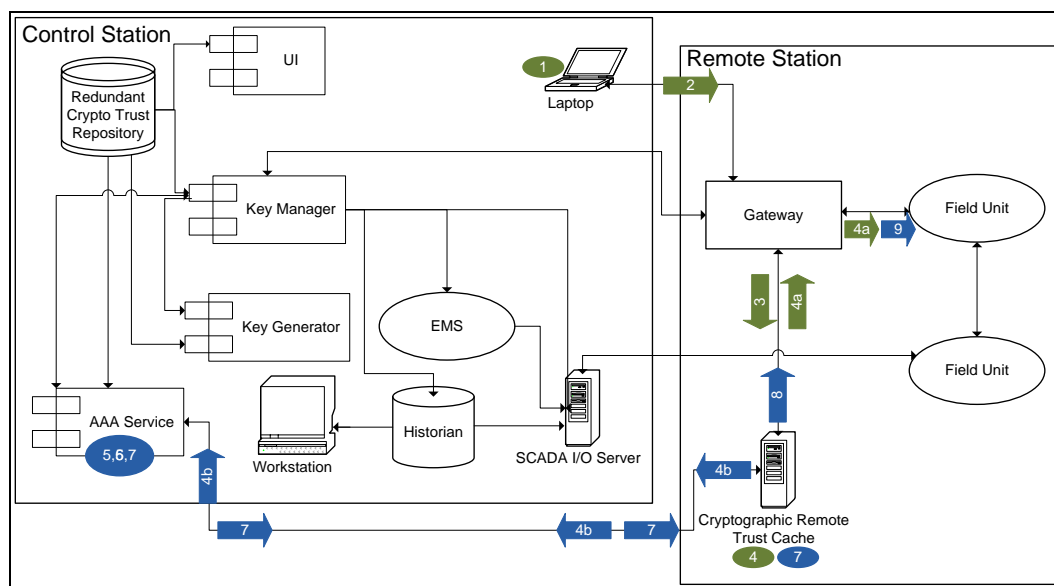 Control Station
Redundant
Crypto Trust
Repository
UI
1
Laptop
2
Remote Station
Key Manager
Gateway
4a
9
Field Unit
3
4a
Key Generator
EMS
Field Unit
AAA Service
5,6,7
Workstation
Historian
SCADA I/O Server
8
4b
4b
7
4b
7
Cryptographic Remote
Trust Cache
4
7